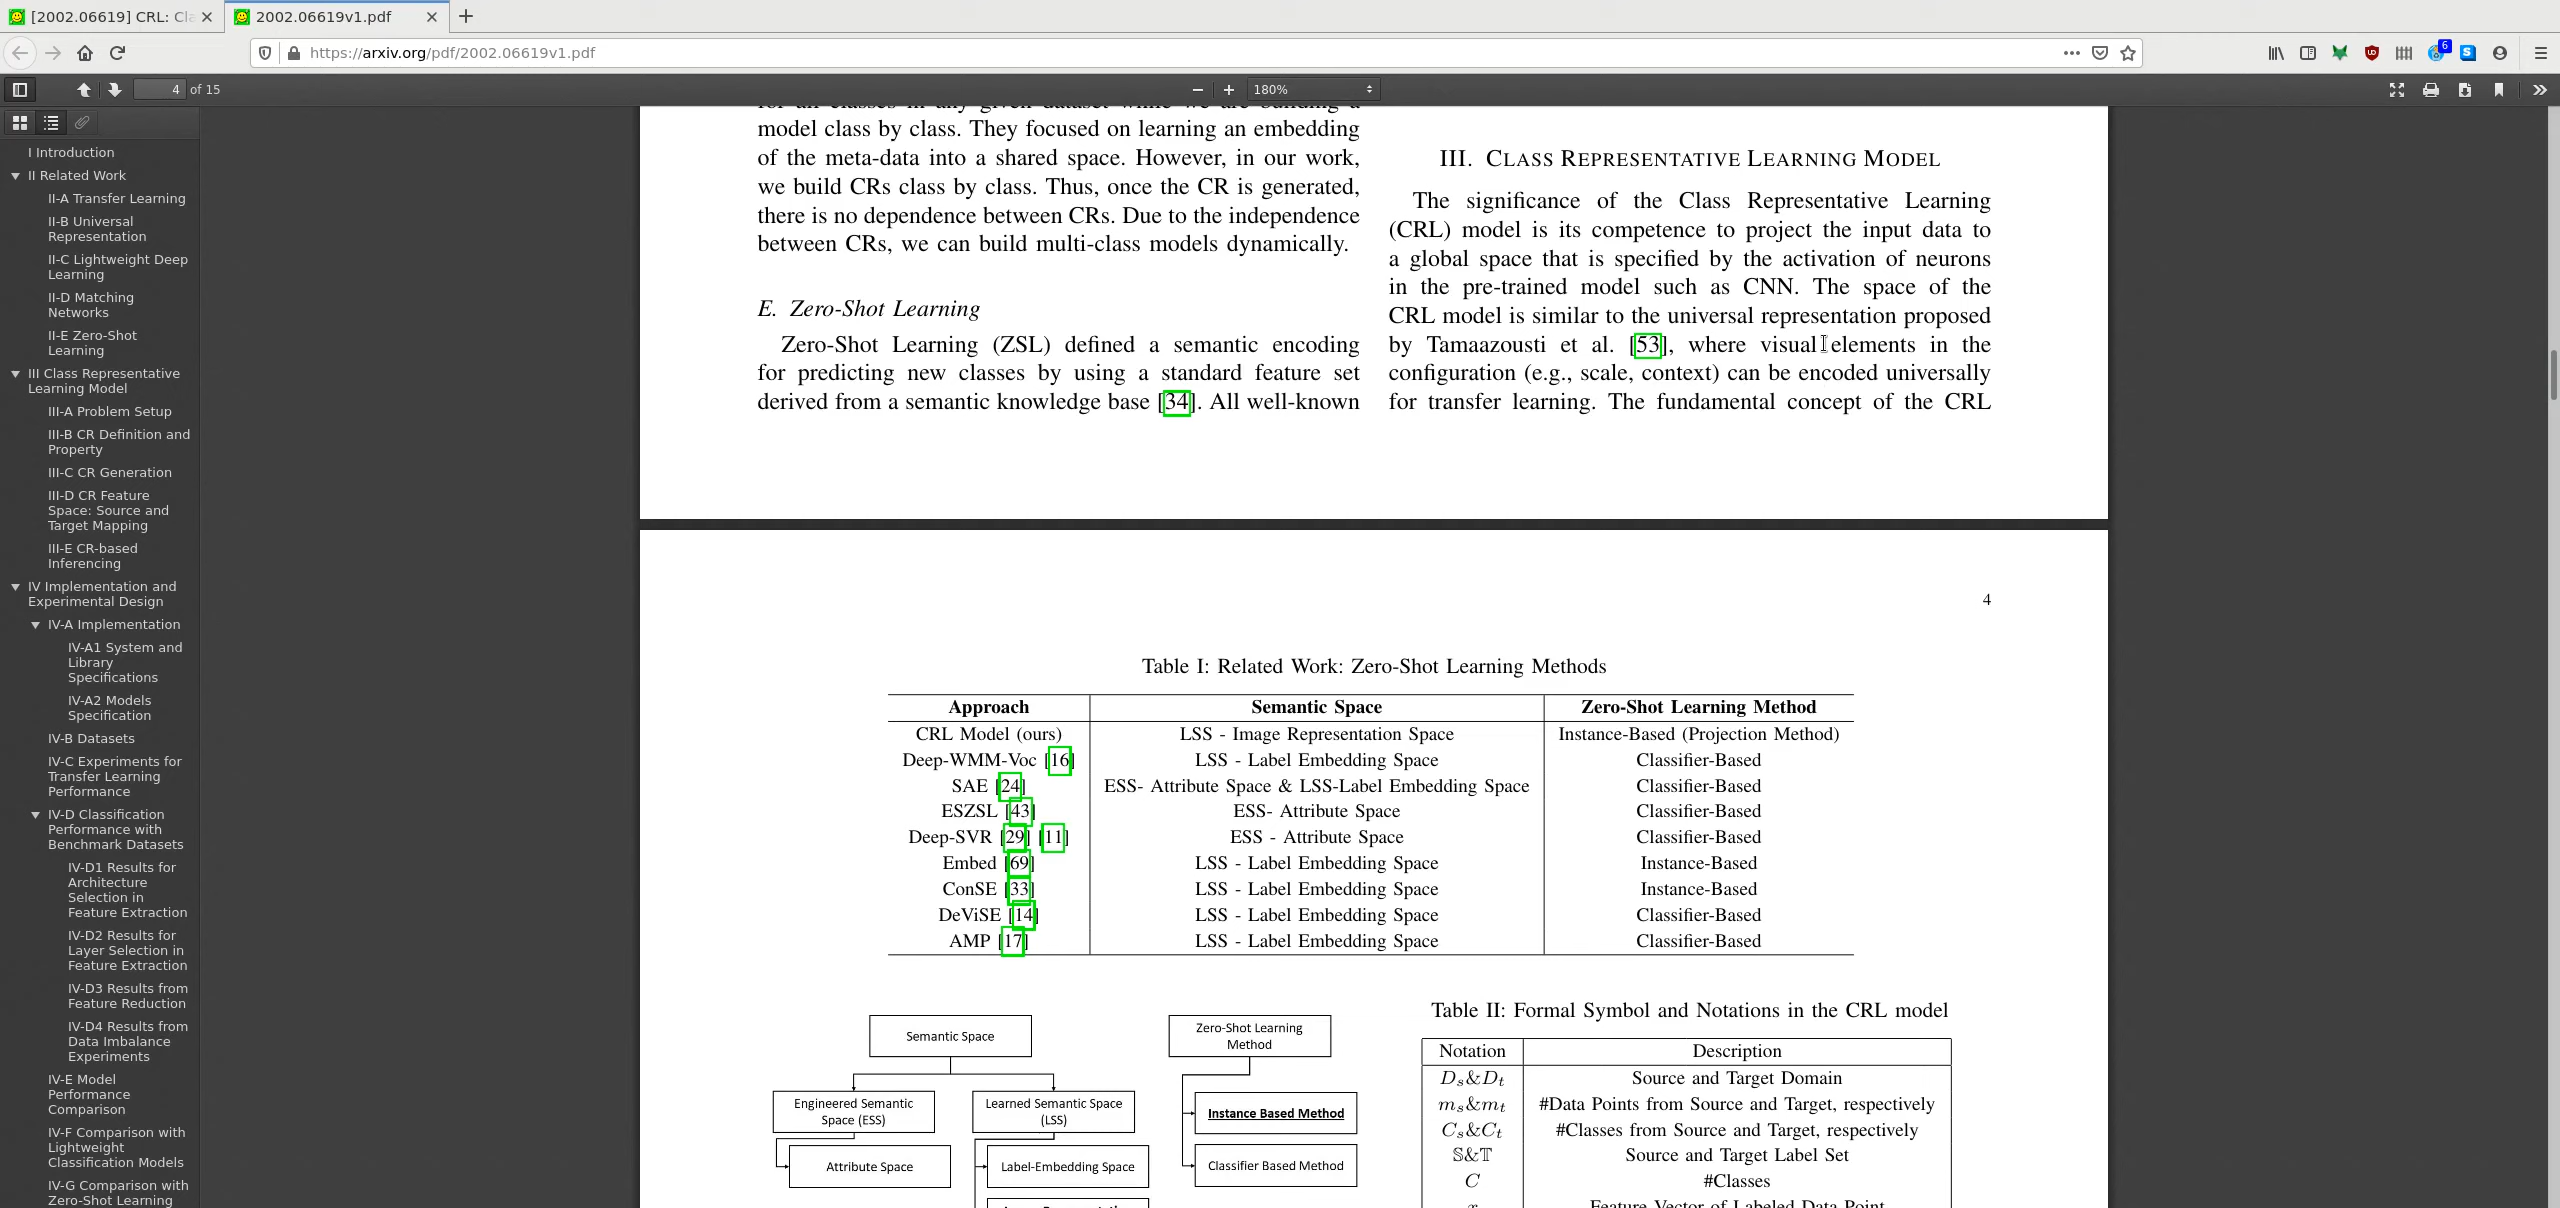 [2002.06619] CRL: Cla
2002.06619v1.pdf
https://arxiv.org/pdf/2002.06619v1.pdf
6
4 of 15
180%
I Introduction
II Related Work
II-A Transfer Learning
II-B Universal
Representation
II-C Lightweight Deep
Learning
II-D Matching
Networks
II-E Zero-Shot
Learning
III Class Representative
Learning Model
III-A Problem Setup
III-B CR Definition and
Property
III-C CR Generation
III-D CR Feature
Space: Source and
Target Mapping
III-E CR-based
Inferencing
IV Implementation and
Experimental Design
IV-A Implementation
IV-A1 System and
Library
Specifications
IV-A2 Models
Specification
IV-B Datasets
IV-C Experiments for
Transfer Learning
Performance
IV-D Classification
Performance with
Benchmark Datasets
IV-D1 Results for
Architecture
Selection in
Feature Extraction
IV-D2 Results for
Layer Selection in
Feature Extraction
IV-D3 Results from
Feature Reduction
IV-D4 Results from
Data Imbalance
Experiments
IV-E Model
Performance
Comparison
IV-F Comparison with
Lightweight
Classification Models
IV-G Comparison with
Zero-Shot Learning
for all classes in any given dataset while we are building a
model class by class. They focused on learning an embedding
of the meta-data into a shared space. However, in our work,
we build CRs class by class. Thus, once the CR is generated,
there is no dependence between CRs. Due to the independence
between CRs, we can build multi-class models dynamically.
E. Zero-Shot Learning
Zero-Shot Learning (ZSL) defined a semantic encoding
for predicting new classes by using a standard feature set
derived from a semantic knowledge base [34]. All well-known
III. CLASS REPRESENTATIVE LEARNING MODEL
The significance of the Class Representative Learning
(CRL) model is its competence to project the input data to
a global space that is specified by the activation of neurons
in the pre-trained model such as CNN. The space of the
CRL model is similar to the universal representation proposed
by Tamaazousti et al. [53], where visual elements in the
configuration (e.g., scale, context) can be encoded universally
for transfer learning. The fundamental concept of the CRL
4
Table I: Related Work: Zero-Shot Learning Methods
Approach Semantic Space Zero-Shot Learning Method
CRL Model (ours) LSS - Image Representation Space Instance-Based (Projection Method)
Deep-WMM-Voc [16] LSS - Label Embedding Space Classifier-Based
SAE [24] ESS- Attribute Space & LSS-Label Embedding Space Classifier-Based
ESZSL [43] ESS- Attribute Space Classifier-Based
Deep-SVR [29] [11] ESS - Attribute Space Classifier-Based
Embed [69] LSS - Label Embedding Space Instance-Based
ConSE [33] LSS - Label Embedding Space Instance-Based
DeViSE [14] LSS - Label Embedding Space Classifier-Based
AMP [17] LSS - Label Embedding Space Classifier-Based
Semantic Space
Engineered Semantic
Space (ESS)
Learned Semantic Space
(LSS)
Attribute Space
Label-Embedding Space
Zero-Shot Learning
Method
Instance Based Method
Classifier Based Method
Table II: Formal Symbol and Notations in the CRL model
Notation Description
Dₛ&Dₜ Source and Target Domain
mₛ&mₜ #Data Points from Source and Target, respectively
Cₛ&Cₜ #Classes from Source and Target, respectively
𝕊&𝕋 Source and Target Label Set
C #Classes
x Feature Vector of Labeled Data Point